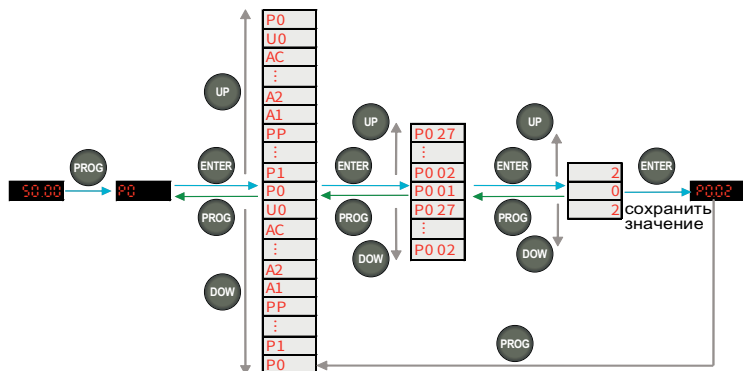 P0
U0
AC
⋮
A2
A1
PP
⋮
P1
P0
U0
AC
⋮
A2
A1
PP
⋮
P1
P0
UP
DOW
PROG
50.00
P0
ENTER
PROG
UP
ENTER
PROG
DOW
P0 27
⋮
P0 02
P0 01
P0 27
⋮
P0 02
UP
ENTER
PROG
DOW
2
0
2
ENTER
сохранить
значение
P0.02
PROG